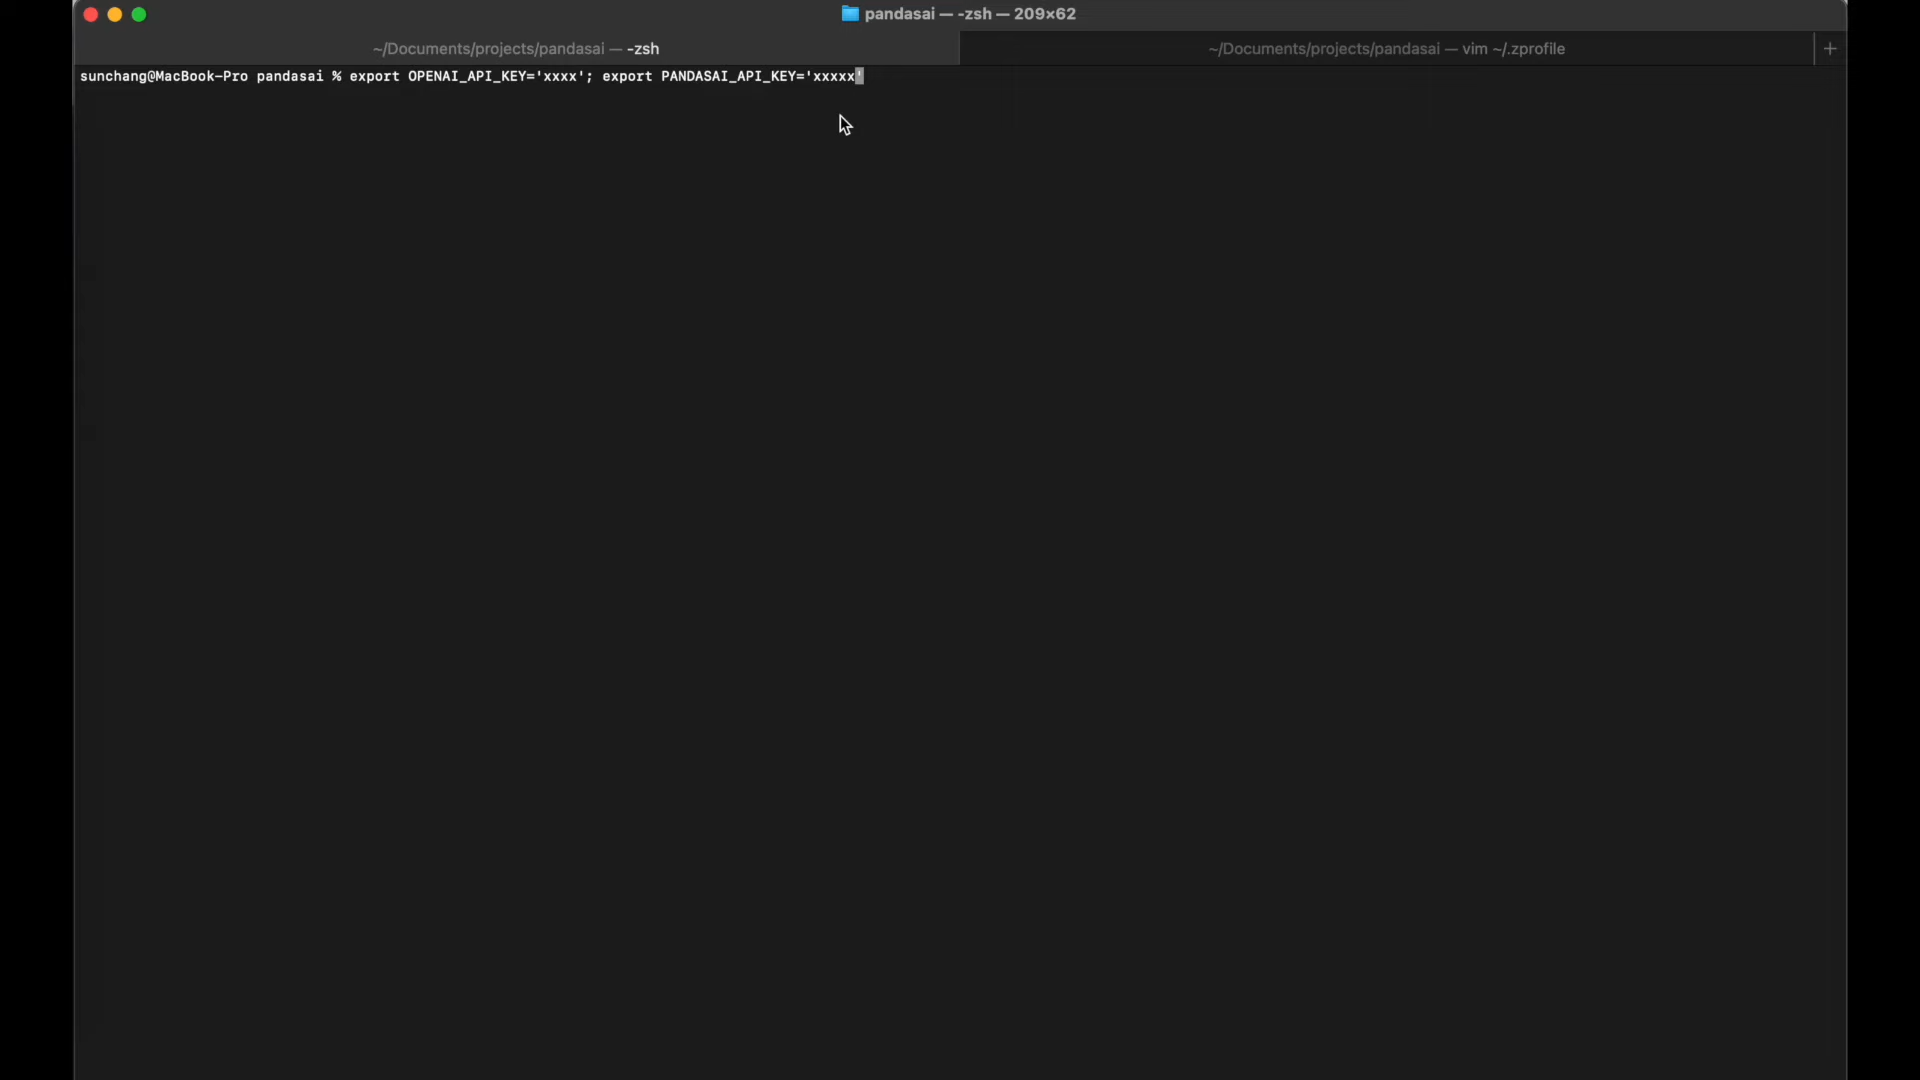 pandasai — -zsh — 209×62
~/Documents/projects/pandasai — -zsh
~/Documents/projects/pandasai — vim ~/.zprofile
+
sunchang@MacBook-Pro pandasai % export OPENAI_API_KEY='xxxx'; export PANDASAI_API_KEY='xxxxx'